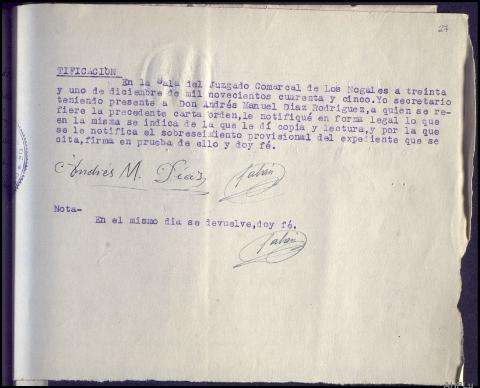 27
TIFICACION
En la Sala del Juzgado Comarcal de Los Nogales a treinta
y uno de diciembre de mil novecientos cuarenta y cinco.Yo secretario
teniendo presente a Don Andrés Manuel Diaz Rodriguez,a quien se re-
fiere la precedente carta orden,le notifiqué en forma legal lo que
en la misma se indica de la que le dí copia y lectura,y por la que
se le notifica el sobreseimiento provisional del expediente que se
cita,firma en prueba de ello y doy fé.
Andres M. Díaz
Nota-
En el mismo dia se devuelve,doy fé.